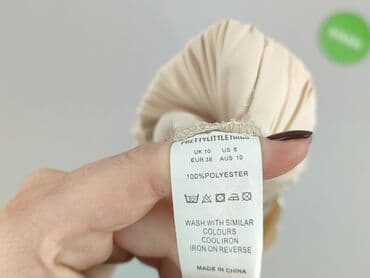 PRETTYLITTLETHING
UK 10 US 6
EUR 38 AUS 10
100%POLYESTER
WASH WITH SIMILAR
COLOURS
COOL IRON
IRON ON REVERSE
MADE IN CHINA